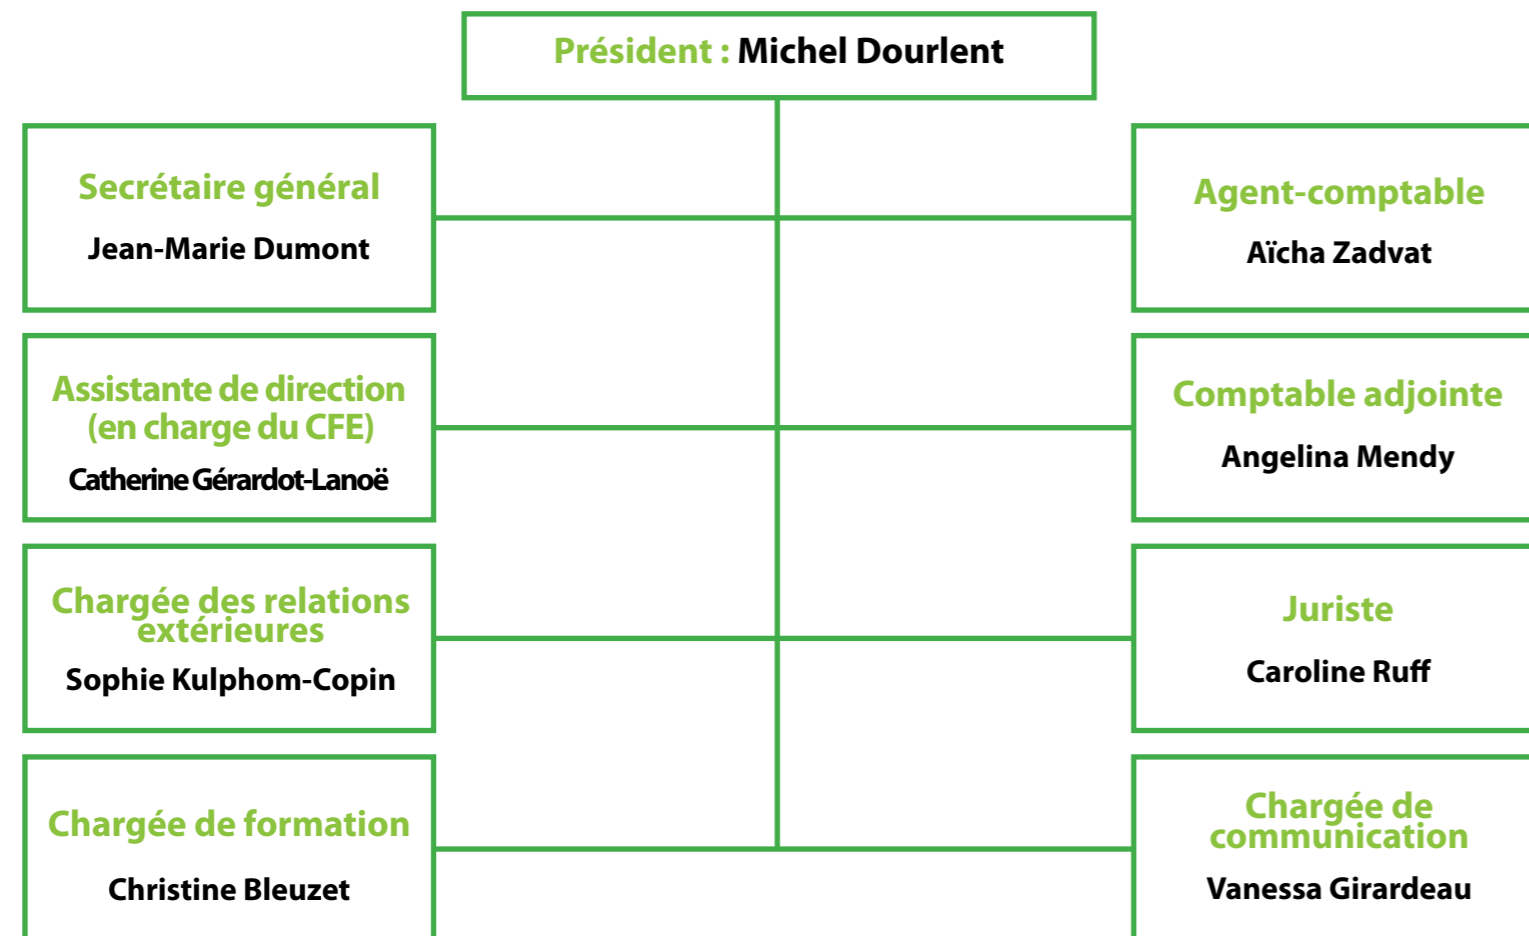 Président : Michel Dourlent
Secrétaire général
Jean-Marie Dumont
Agent-comptable
Aïcha Zadvat
Assistante de direction
(en charge du CFE)
Catherine Gérardot-Lanoë
Comptable adjointe
Angelina Mendy
Chargée des relations
extérieures
Sophie Kulphom-Copin
Juriste
Caroline Ruff
Chargée de formation
Christine Bleuzet
Chargée de
communication
Vanessa Girardeau